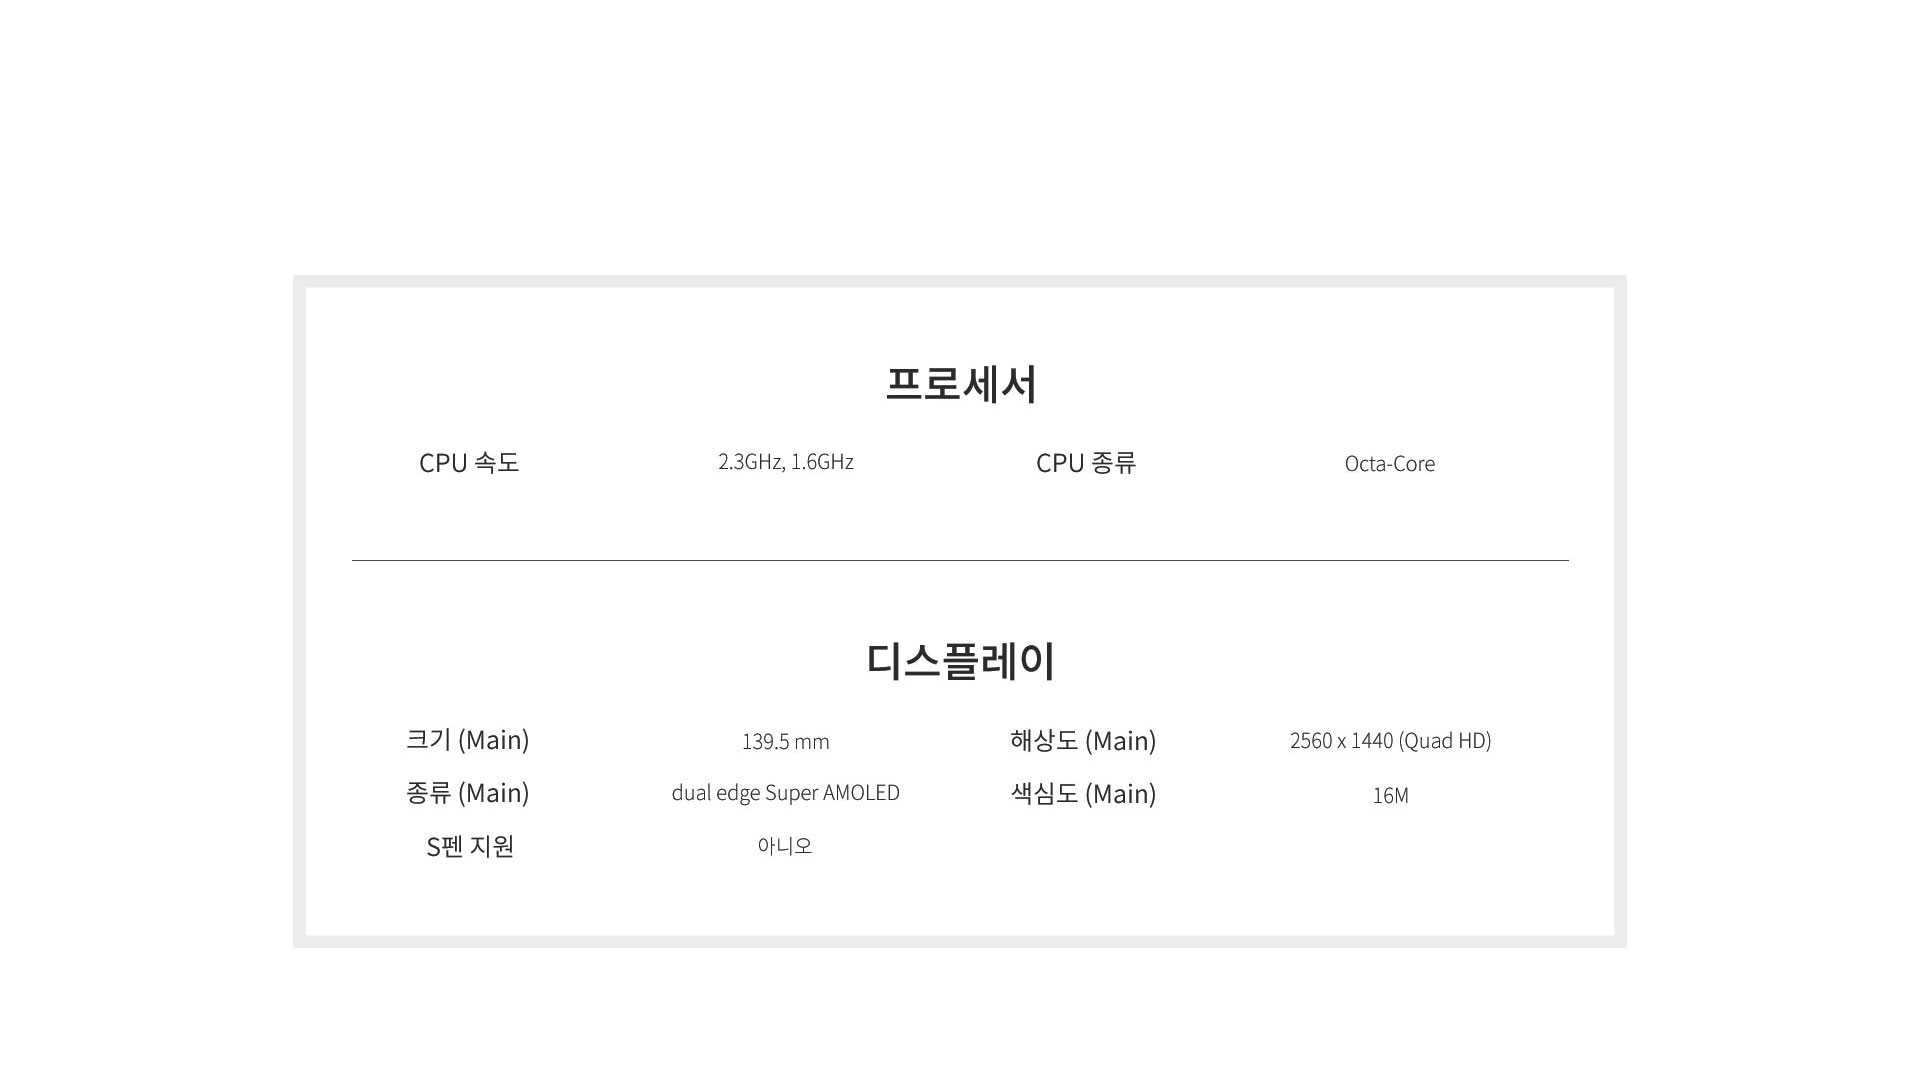 프로세서
CPU 속도 2.3GHz, 1.6GHz CPU 종류 Octa-Core
디스플레이
크기 (Main) 139.5 mm 해상도 (Main) 2560 x 1440 (Quad HD)
종류 (Main) dual edge Super AMOLED 색심도 (Main) 16M
S펜 지원 아니오